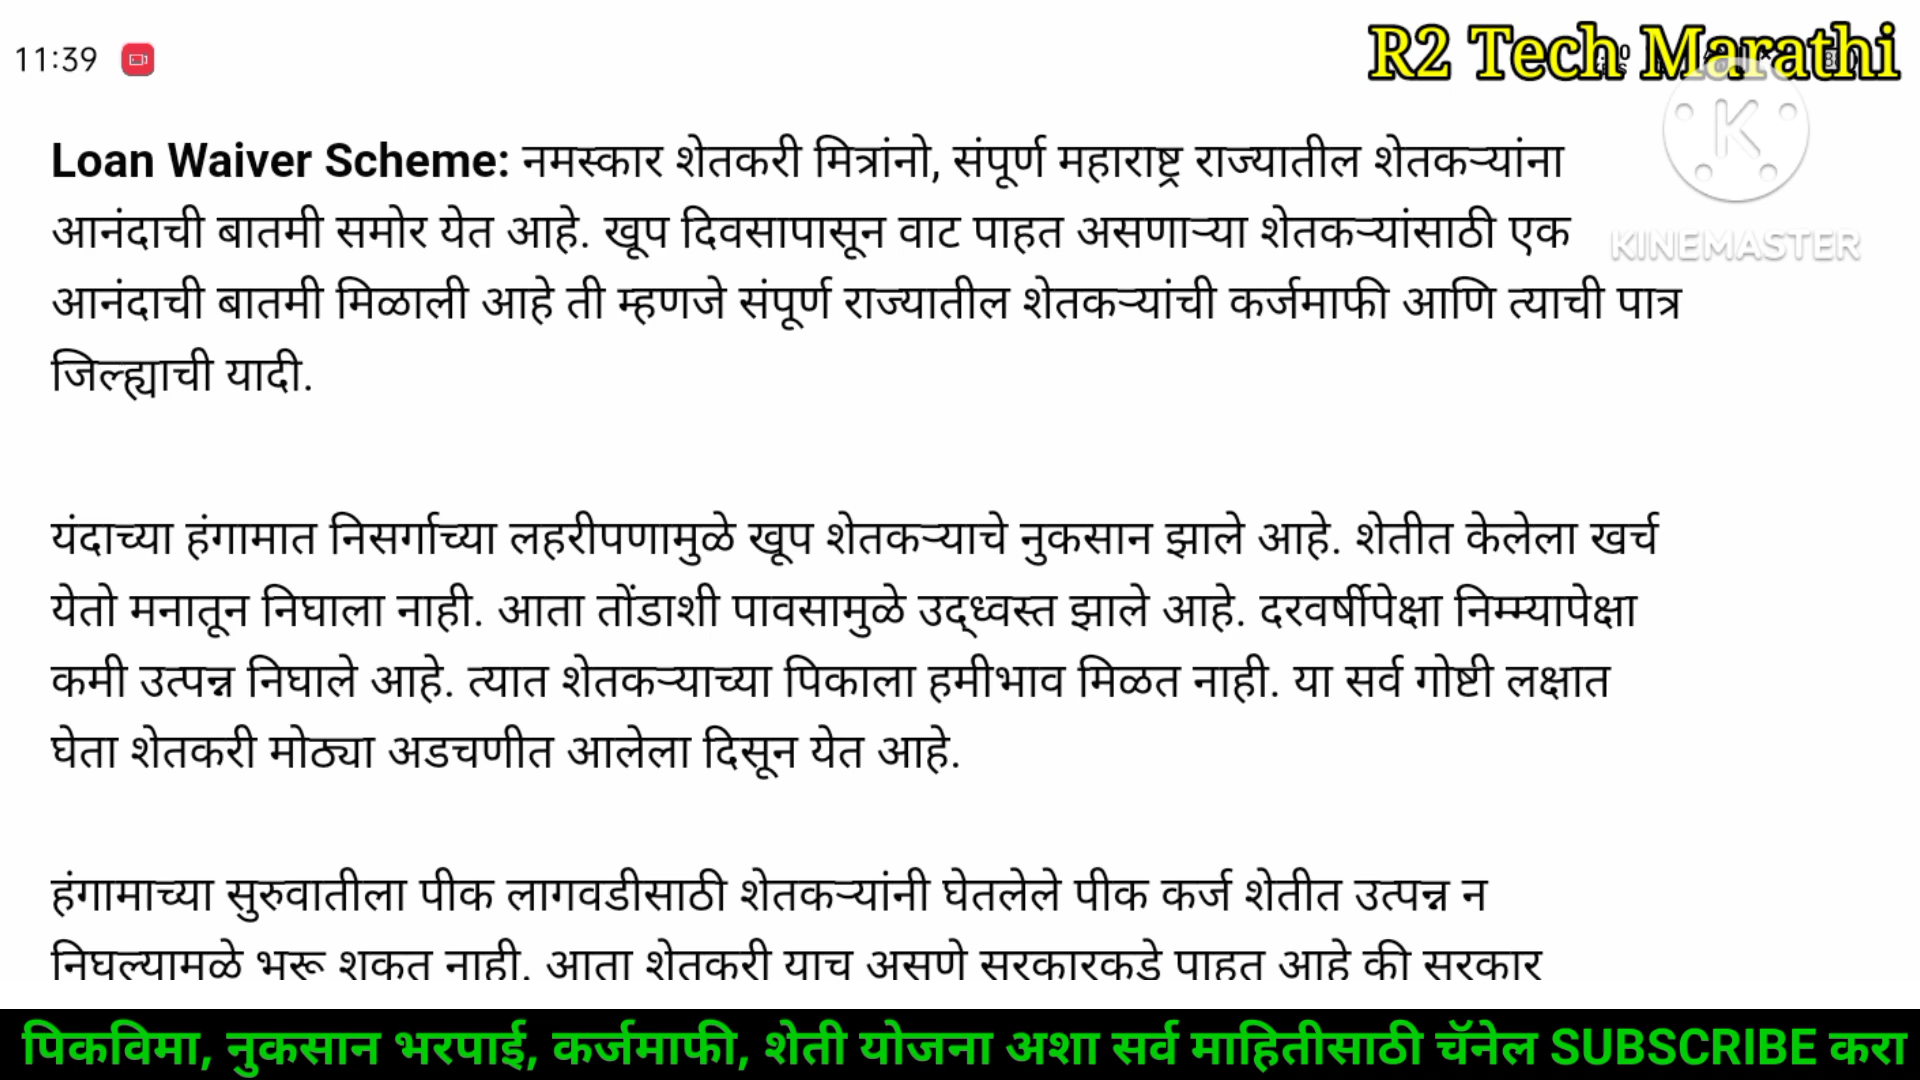 11:39
R2 Tech Marathi
KINEMASTER
Loan Waiver Scheme: नमस्कार शेतकरी मित्रांनो, संपूर्ण महाराष्ट्र राज्यातील शेतकऱ्यांना
आनंदाची बातमी समोर येत आहे. खूप दिवसापासून वाट पाहत असणाऱ्या शेतकऱ्यांसाठी एक
आनंदाची बातमी मिळाली आहे ती म्हणजे संपूर्ण राज्यातील शेतकऱ्यांची कर्जमाफी आणि त्याची पात्र
जिल्ह्याची यादी.
यंदाच्या हंगामात निसर्गाच्या लहरीपणामुळे खूप शेतकऱ्याचे नुकसान झाले आहे. शेतीत केलेला खर्च
येतो मनातून निघाला नाही. आता तोंडाशी पावसामुळे उद्ध्वस्त झाले आहे. दरवर्षीपेक्षा निम्म्यापेक्षा
कमी उत्पन्न निघाले आहे. त्यात शेतकऱ्याच्या पिकाला हमीभाव मिळत नाही. या सर्व गोष्टी लक्षात
घेता शेतकरी मोठ्या अडचणीत आलेला दिसून येत आहे.
हंगामाच्या सुरुवातीला पीक लागवडीसाठी शेतकऱ्यांनी घेतलेले पीक कर्ज शेतीत उत्पन्न न
निघल्यामळे भरू शकत नाही. आता शेतकरी याच असणे सरकारकडे पाहत आहे की सरकार
पिकविमा, नुकसान भरपाई, कर्जमाफी, शेती योजना अशा सर्व माहितीसाठी चॅनेल SUBSCRIBE करा